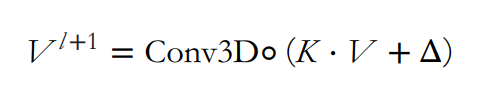 V^{l+1} = Conv3D∘ (K · V + Δ)